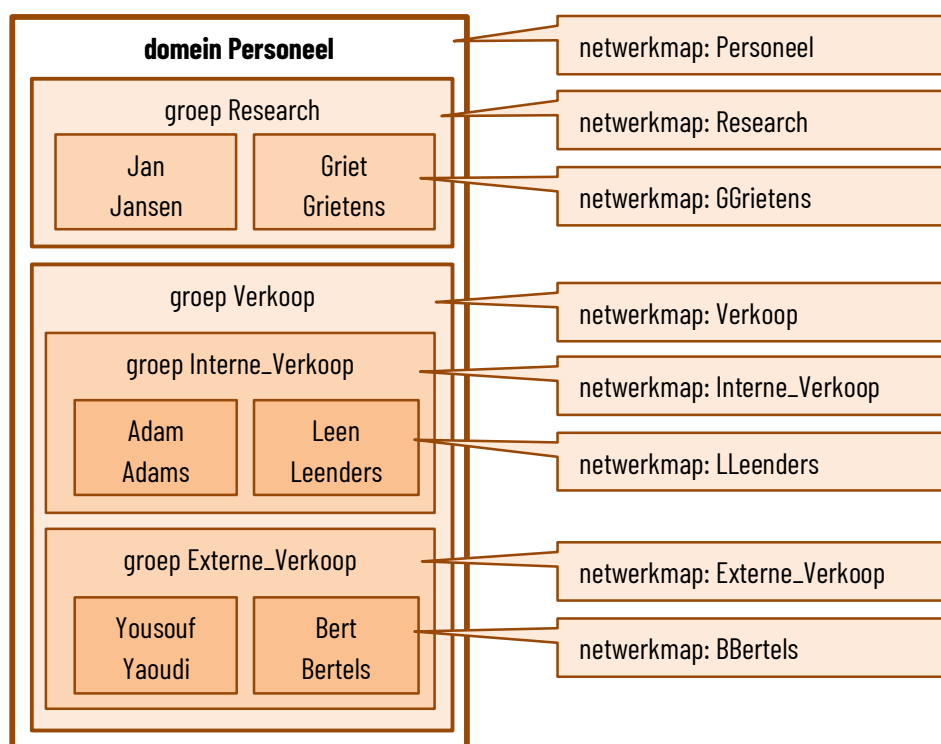 domein Personeel
netwerkmap: Personeel
groep Research
netwerkmap: Research
Jan
Jansen
Griet
Grietens
netwerkmap: GGrietens
groep Verkoop
netwerkmap: Verkoop
groep Interne_Verkoop
netwerkmap: Interne_Verkoop
Adam
Adams
Leen
Leenders
netwerkmap: LLeenders
groep Externe_Verkoop
netwerkmap: Externe_Verkoop
Yousouf
Yaoudi
Bert
Bertels
netwerkmap: BBertels